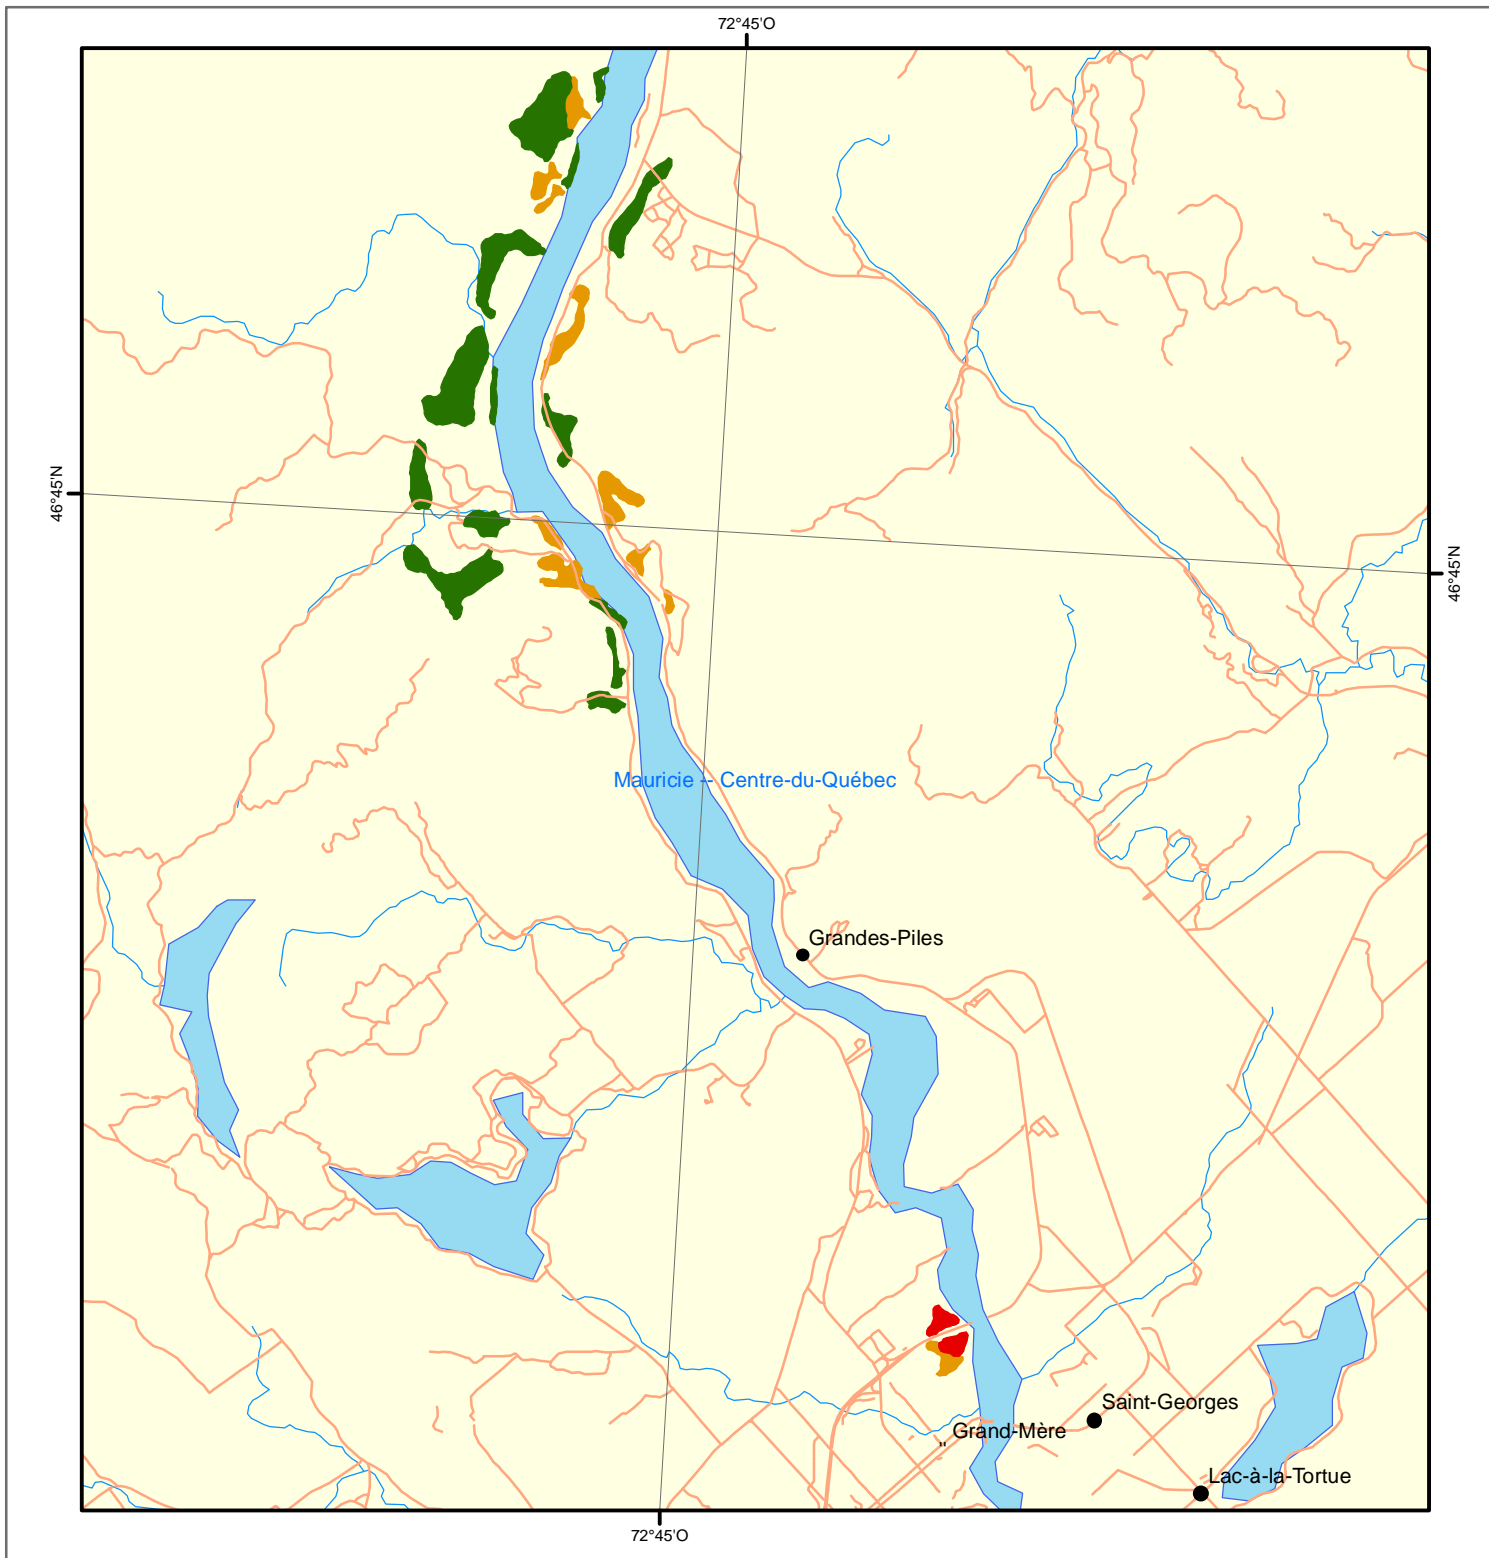 72°45'O
46°45'N
46°45'N
Mauricie -- Centre-du-Québec
Grandes-Piles
Saint-Georges
" Grand-Mère
Lac-à-la-Tortue
72°45'O